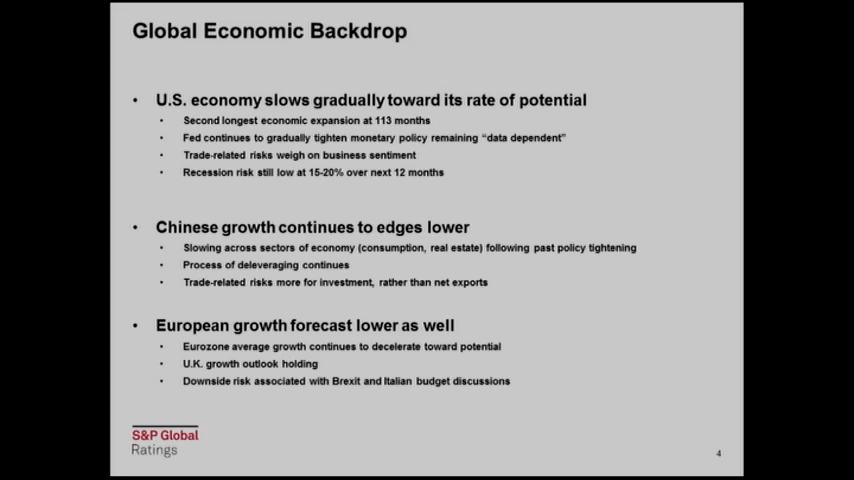 Global Economic Backdrop
• U.S. economy slows gradually toward its rate of potential
• Second longest economic expansion at 113 months
• Fed continues to gradually tighten monetary policy remaining “data dependent”
• Trade-related risks weigh on business sentiment
• Recession risk still low at 15-20% over next 12 months
• Chinese growth continues to edges lower
• Slowing across sectors of economy (consumption, real estate) following past policy tightening
• Process of deleveraging continues
• Trade-related risks more for investment, rather than net exports
• European growth forecast lower as well
• Eurozone average growth continues to decelerate toward potential
• U.K. growth outlook holding
• Downside risk associated with Brexit and Italian budget discussions
S&P Global
Ratings
4